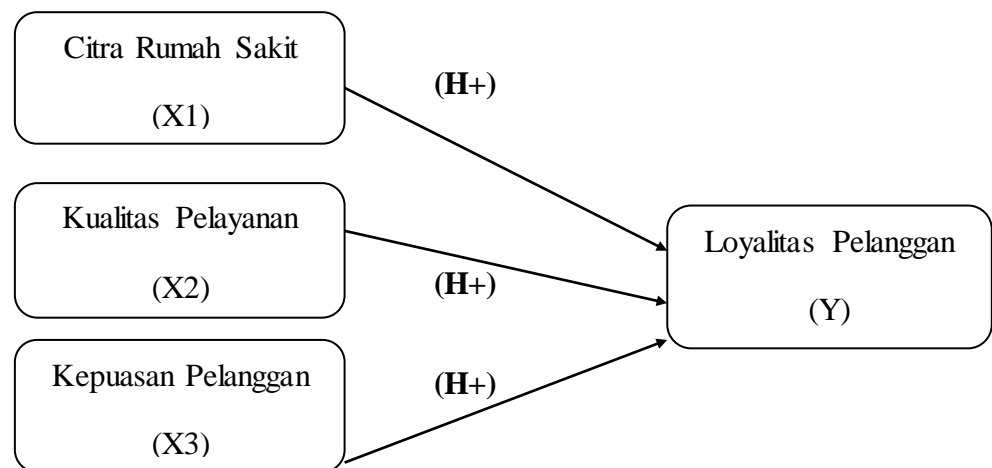 Citra Rumah Sakit
(X1)
(H+)
Kualitas Pelayanan
(X2)
(H+)
Kepuasan Pelanggan
(X3)
(H+)
Loyalitas Pelanggan
(Y)